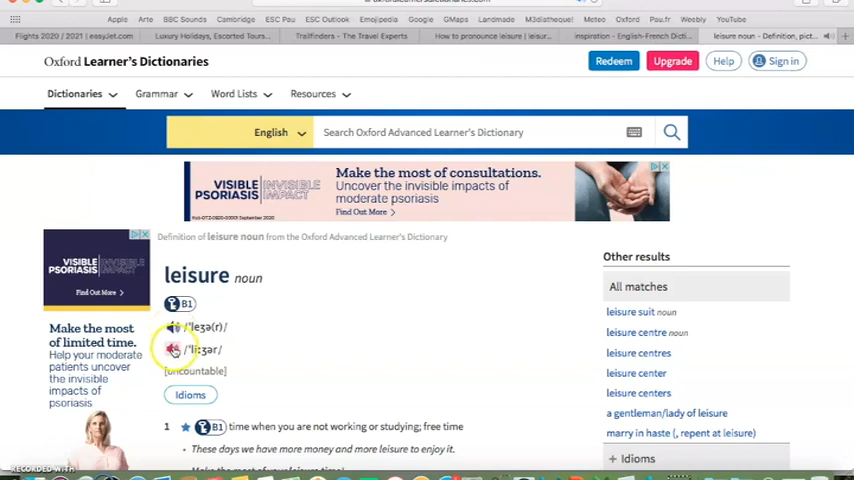 Apple Arte BBC Sounds Cambridge ESC Pau ESC Outlook Emojipedia Google GMaps Landmade M3diatheque! Meteo Oxford Pau.fr Weebly YouTube
Flights 2020 / 2021 | easyJet.com Luxury Holidays, Escorted Tours... Trailfinders - The Travel Experts How to pronounce leisure | leisur... inspiration - English-French Dicti... leisure noun - Definition, pict...
Oxford Learner's Dictionaries
Redeem Upgrade Help Sign in
Dictionaries Grammar Word Lists Resources
English Search Oxford Advanced Learner's Dictionary
VISIBLE PSORIASIS INVISIBLE IMPACT
Make the most of consultations.
Uncover the invisible impacts of
moderate psoriasis
Find Out More >
Definition of leisure noun from the Oxford Advanced Learner's Dictionary
VISIBLE INVISIBLE
PSORIASIS IMPACT
Find Out More >
Make the most
of limited time.
Help your moderate
patients uncover
the invisible
impacts of
psoriasis
leisure noun
B1
/ˈleʒə(r)/
/ˈliːʒər/
[uncountable]
Idioms
1 B1 time when you are not working or studying; free time
• These days we have more money and more leisure to enjoy it.
Make the most of your leisure time!
Other results
All matches
leisure suit noun
leisure centre noun
leisure centres
leisure center
leisure centers
a gentleman/lady of leisure
marry in haste (, repent at leisure)
+ Idioms
RECORDED WITH